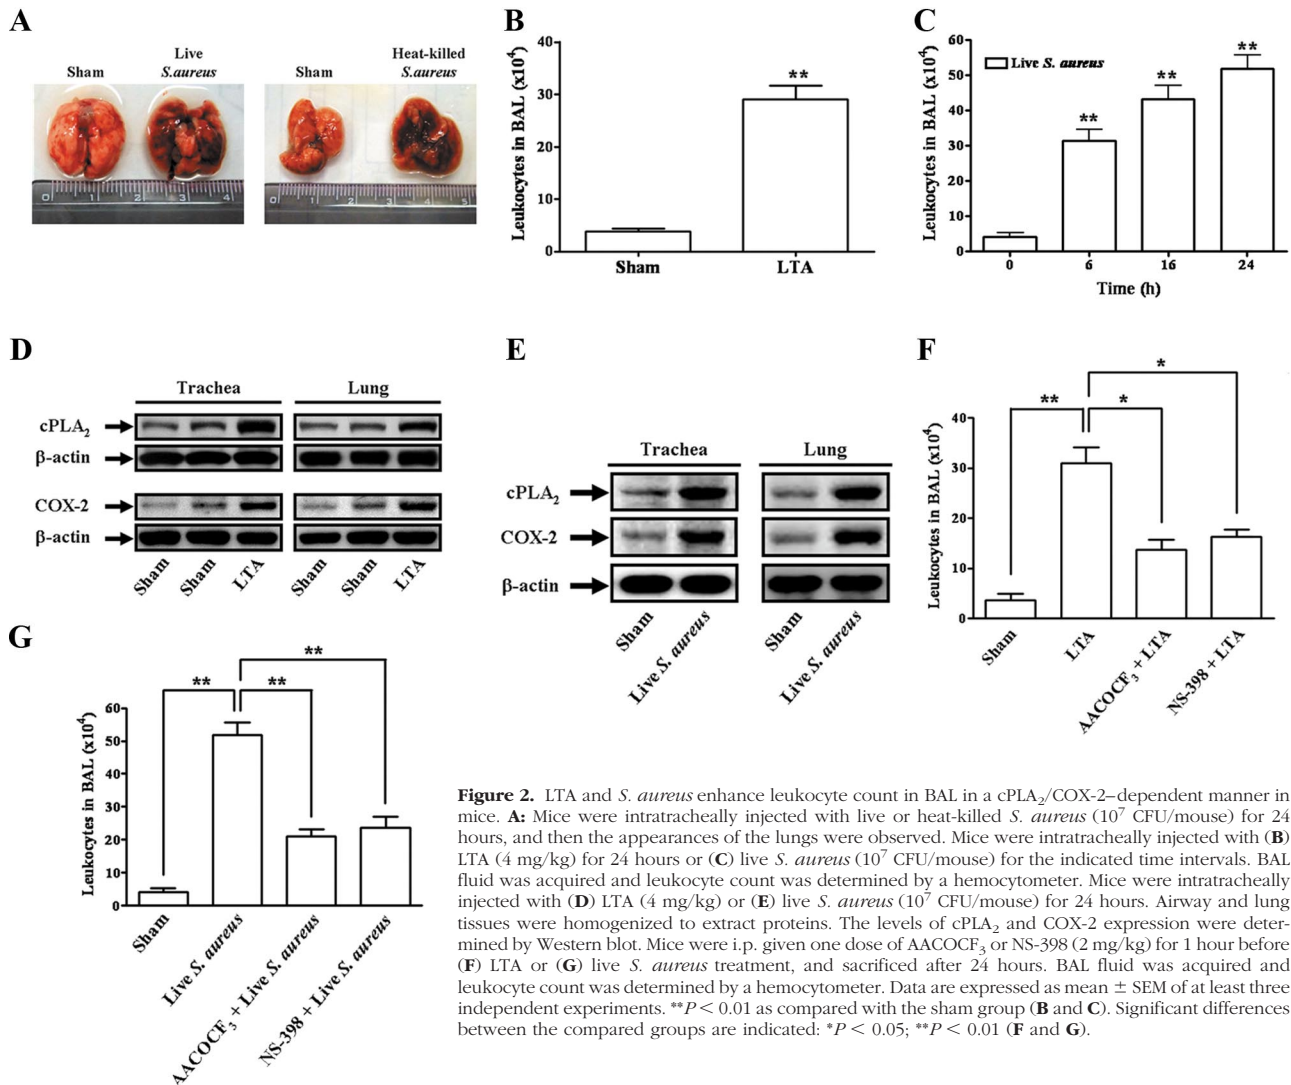 A
Sham
Live
S.aureus
Sham
Heat-killed
S.aureus
0 1 2 3 4
0 1 2 3 4 5
B
Leukocytes in BAL (x10⁴)
40
30
20
10
0
**
Sham
LTA
C
Leukocytes in BAL (x10⁴)
60
50
40
30
20
10
0
Live S. aureus
**
**
**
0
6
16
24
Time (h)
D
Trachea
Lung
cPLA₂
β-actin
COX-2
β-actin
Sham
Sham
LTA
Sham
Sham
LTA
E
Trachea
Lung
cPLA₂
COX-2
β-actin
Sham
Live S. aureus
Sham
Live S. aureus
F
Leukocytes in BAL (x10⁴)
40
30
20
10
0
**
*
*
Sham
LTA
AACOCF₃ + LTA
NS-398 + LTA
G
Leukocytes in BAL (x10⁴)
60
50
40
30
20
10
0
**
**
**
Sham
Live S. aureus
AACOCF₃ + Live S. aureus
NS-398 + Live S. aureus
Figure 2. LTA and S. aureus enhance leukocyte count in BAL in a cPLA₂/COX-2–dependent manner in
mice. A: Mice were intratracheally injected with live or heat-killed S. aureus (10⁷ CFU/mouse) for 24
hours, and then the appearances of the lungs were observed. Mice were intratracheally injected with (B)
LTA (4 mg/kg) for 24 hours or (C) live S. aureus (10⁷ CFU/mouse) for the indicated time intervals. BAL
fluid was acquired and leukocyte count was determined by a hemocytometer. Mice were intratracheally
injected with (D) LTA (4 mg/kg) or (E) live S. aureus (10⁷ CFU/mouse) for 24 hours. Airway and lung
tissues were homogenized to extract proteins. The levels of cPLA₂ and COX-2 expression were deter-
mined by Western blot. Mice were i.p. given one dose of AACOCF₃ or NS-398 (2 mg/kg) for 1 hour before
(F) LTA or (G) live S. aureus treatment, and sacrificed after 24 hours. BAL fluid was acquired and
leukocyte count was determined by a hemocytometer. Data are expressed as mean ± SEM of at least three
independent experiments. **P < 0.01 as compared with the sham group (B and C). Significant differences
between the compared groups are indicated: *P < 0.05; **P < 0.01 (F and G).